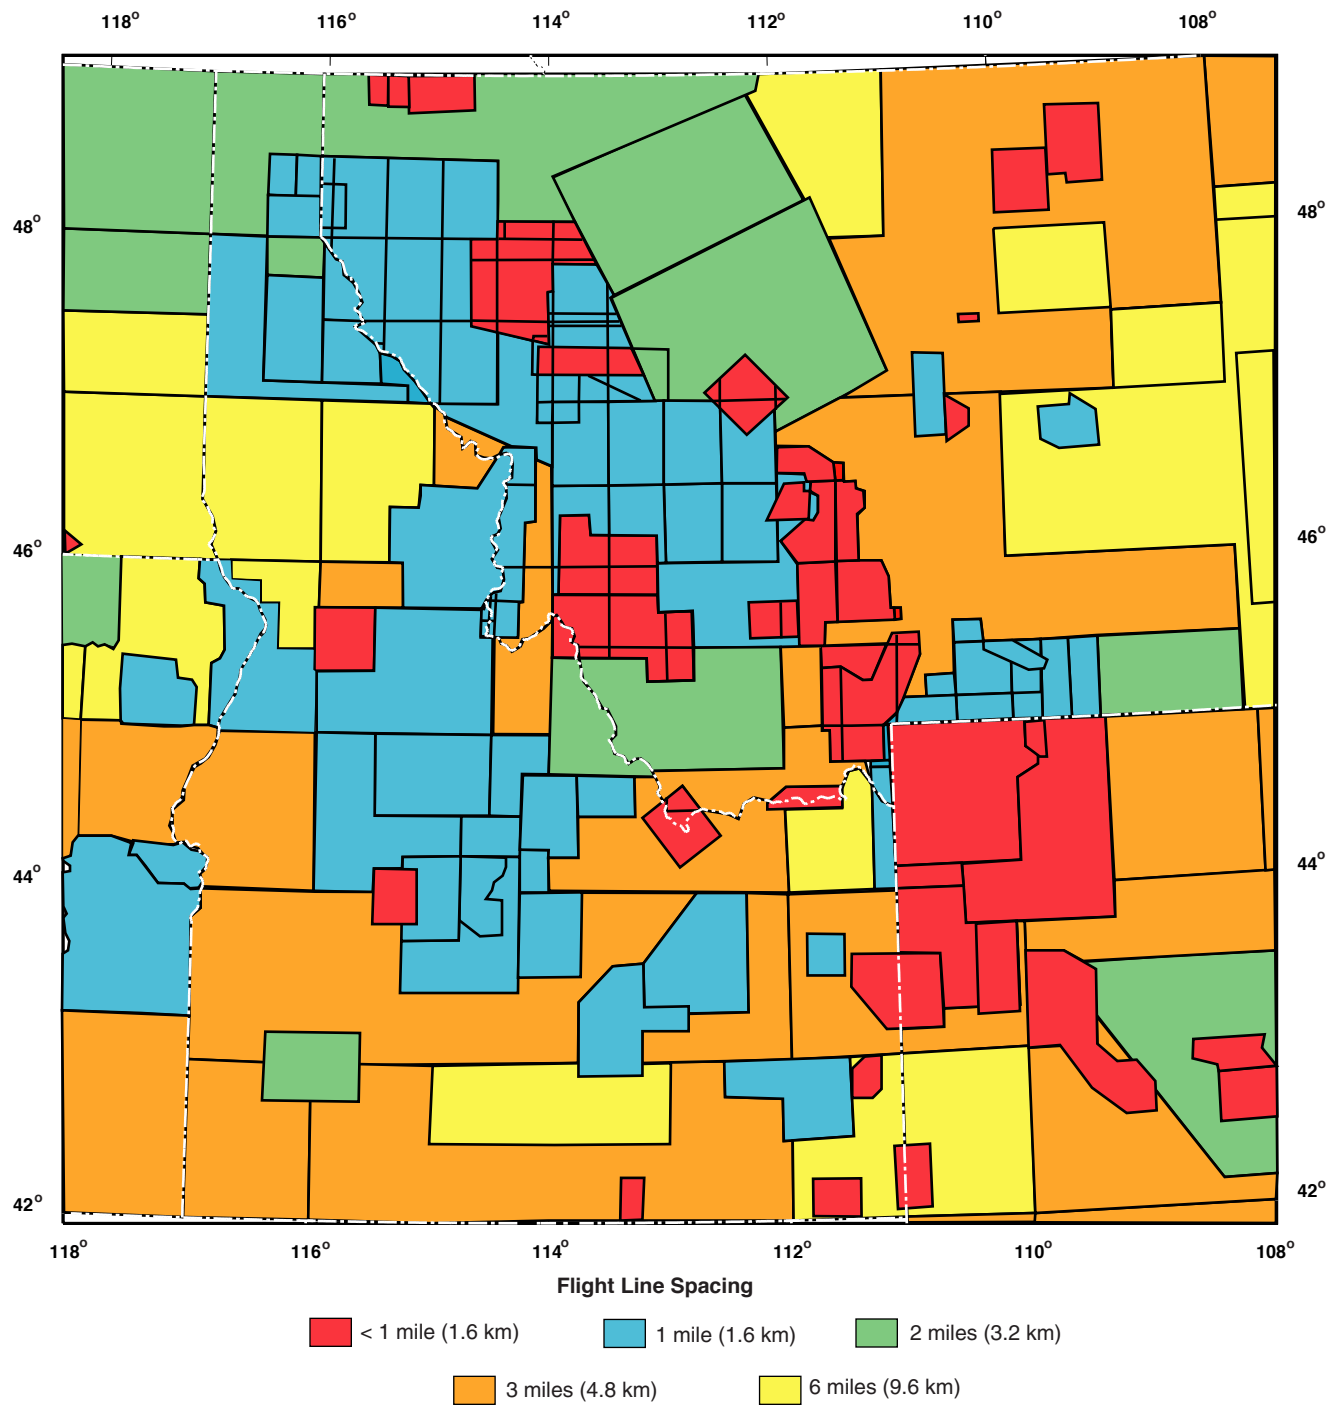 118° 116° 114° 112° 110° 108°
48° 48°
46° 46°
44° 44°
42° 42°
118° 116° 114° 112° 110° 108°
Flight Line Spacing
< 1 mile (1.6 km) 1 mile (1.6 km) 2 miles (3.2 km)
3 miles (4.8 km) 6 miles (9.6 km)